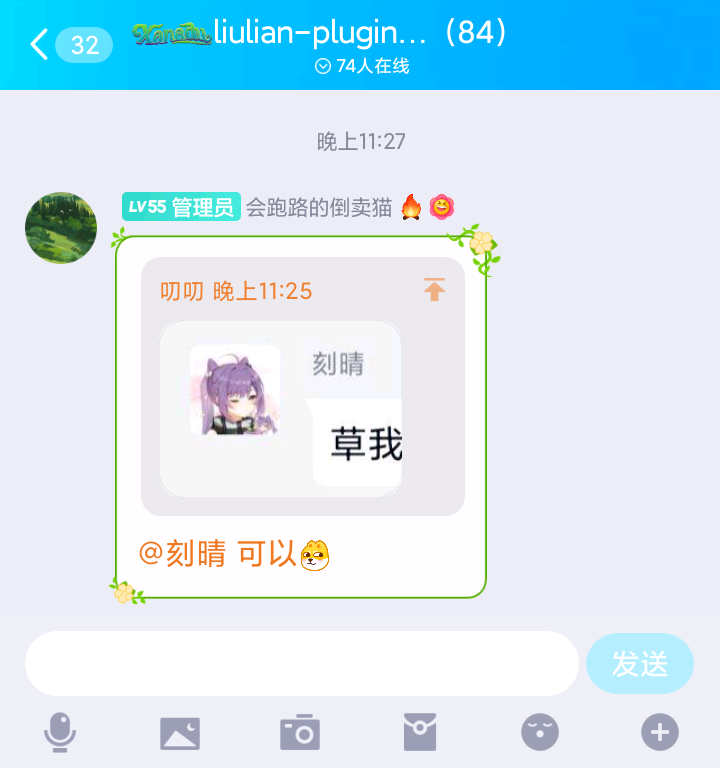 32
Xanadu liulian-plugin...（84）
74人在线
晚上11:27
LV55 管理员 会跑路的倒卖猫
叨叨 晚上11:25
刻晴
草我
@刻晴 可以
发送